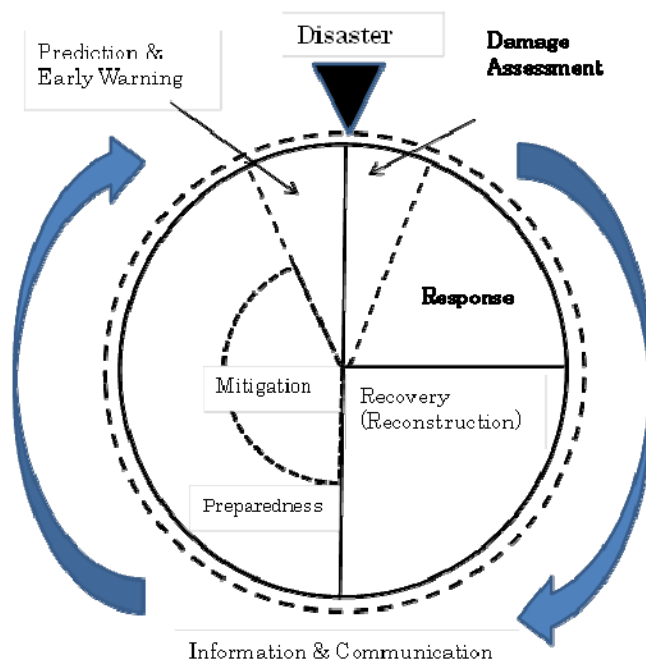 Disaster
Prediction &
Early Warning
Damage
Assessment
Response
Mitigation
Recovery
(Reconstruction)
Preparedness
Information & Communication